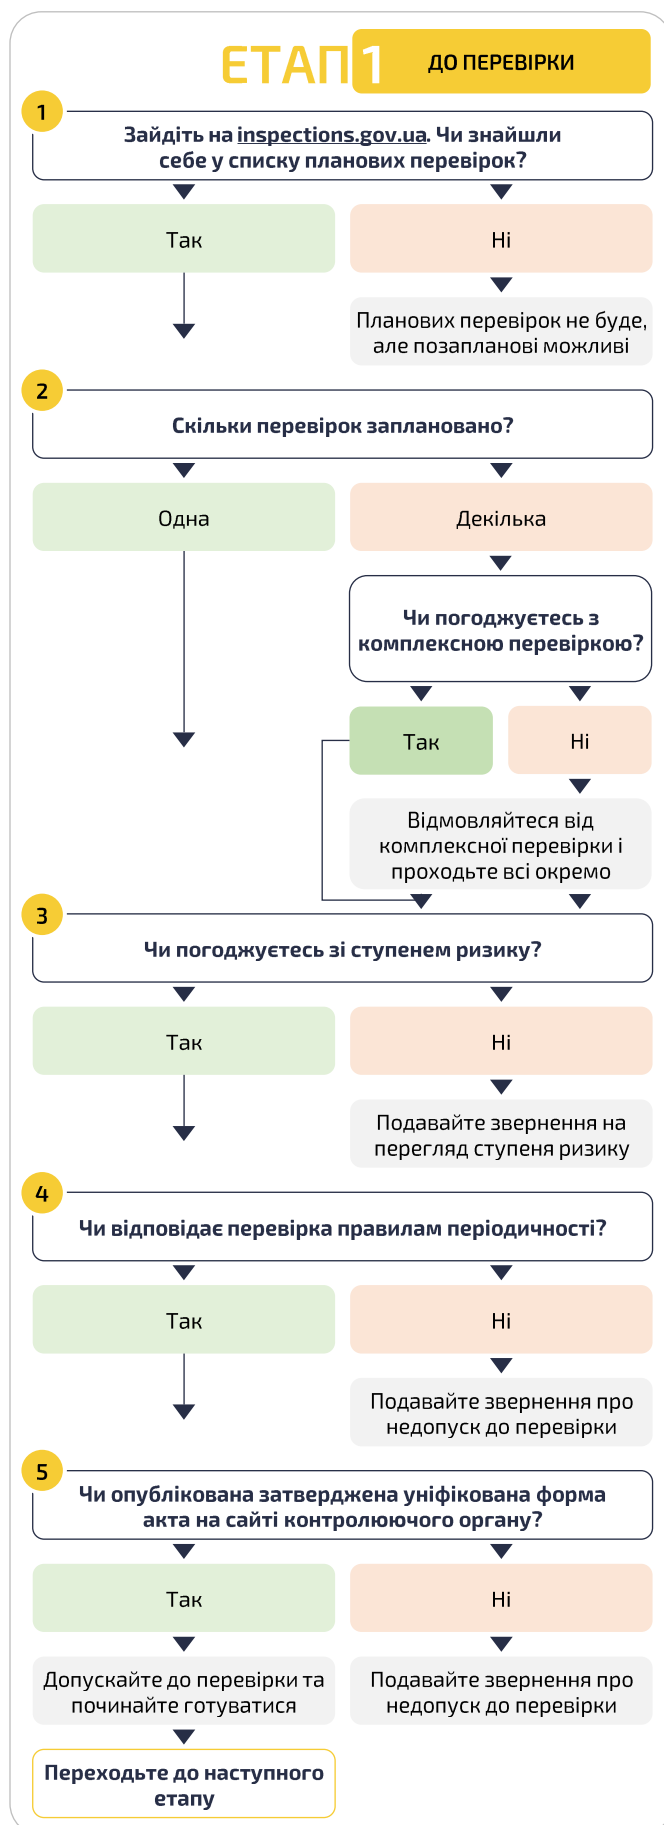 ЕТАП 1
ДО ПЕРЕВІРКИ
1
Зайдіть на inspections.gov.ua. Чи знайшли
себе у списку планових перевірок?
Так
Ні
Планових перевірок не буде,
але позапланові можливі
2
Скільки перевірок заплановано?
Одна
Декілька
Чи погоджуєтесь з
комплексною перевіркою?
Так
Ні
Відмовляйтеся від
комплексної перевірки і
проходьте всі окремо
3
Чи погоджуєтесь зі ступенем ризику?
Так
Ні
Подавайте звернення на
перегляд ступеня ризику
4
Чи відповідає перевірка правилам періодичності?
Так
Ні
Подавайте звернення про
недопуск до перевірки
5
Чи опублікована затверджена уніфікована форма
акта на сайті контролюючого органу?
Так
Ні
Допускайте до перевірки та
починайте готуватися
Подавайте звернення про
недопуск до перевірки
Переходьте до наступного
етапу